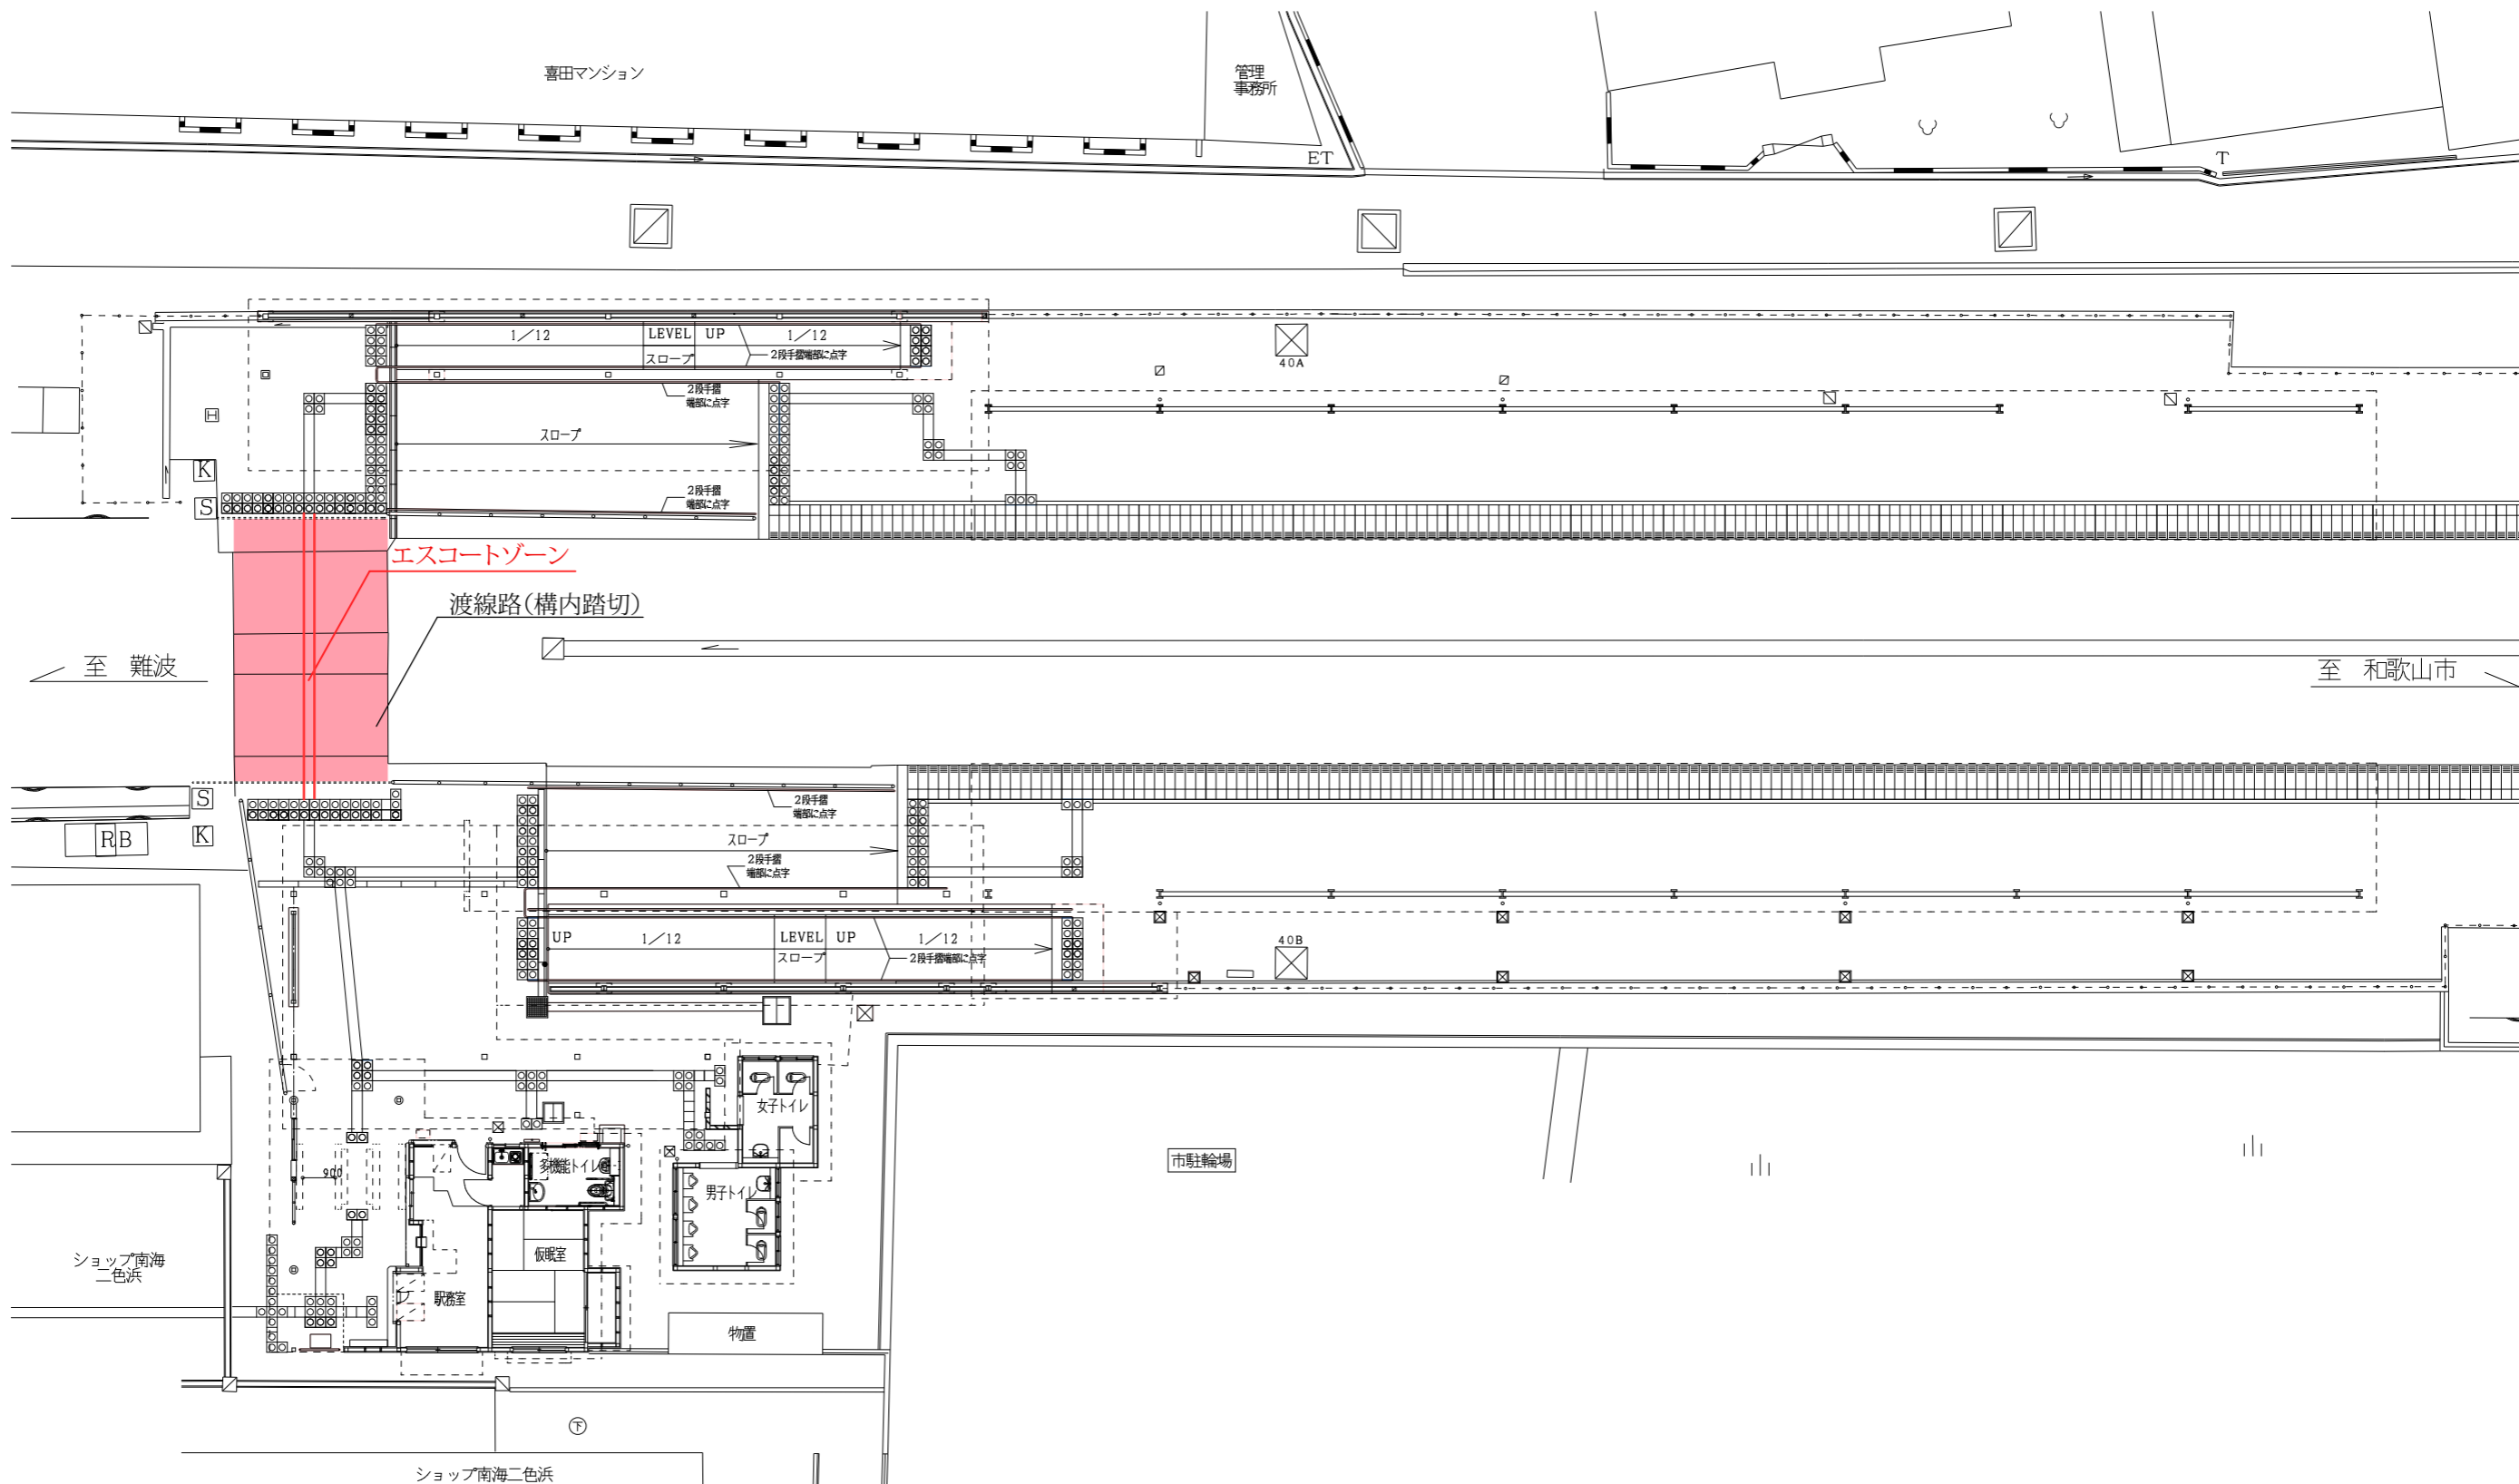 喜田マンション
管理
事務所
ET
T
1/12
LEVEL
UP
1/12
スロープ
2段手摺端部に点字
40A
2段手摺
端部に点字
スロープ
K
2段手摺
端部に点字
S
エスコートゾーン
渡線路(構内踏切)
至 難波
至 和歌山市
S
2段手摺
端部に点字
RB
K
スロープ
2段手摺
端部に点字
UP
1/12
LEVEL
UP
1/12
スロープ
2段手摺端部に点字
40B
女子トイレ
多機能トイレ
900
男子トイレ
市駐輪場
ショップ南海
二色浜
仮眠室
駅務室
物置
下
ショップ南海二色浜